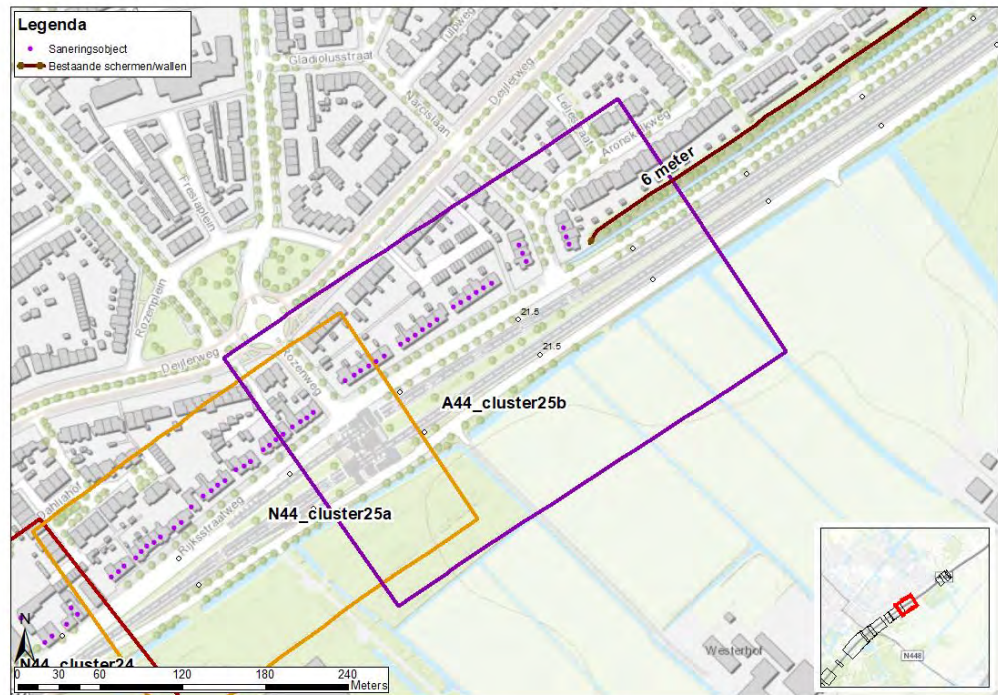 Legenda
Saneringsobject
Bestaande schermen/wallen
Gladiolusstraat
Tulpweg
Narcislaan
Deijlerweg
Leliestraat
Aronskelkweg
6 meter
Fresiaplein
Rozenplein
Deijlerweg
Rozenweg
21.5
21.5
A44_cluster25b
Dahliahof
Rijksstraatweg
N44_cluster25a
N
N44_cluster24
0 30 60 120 180 240
Meters
Westerhof
N448